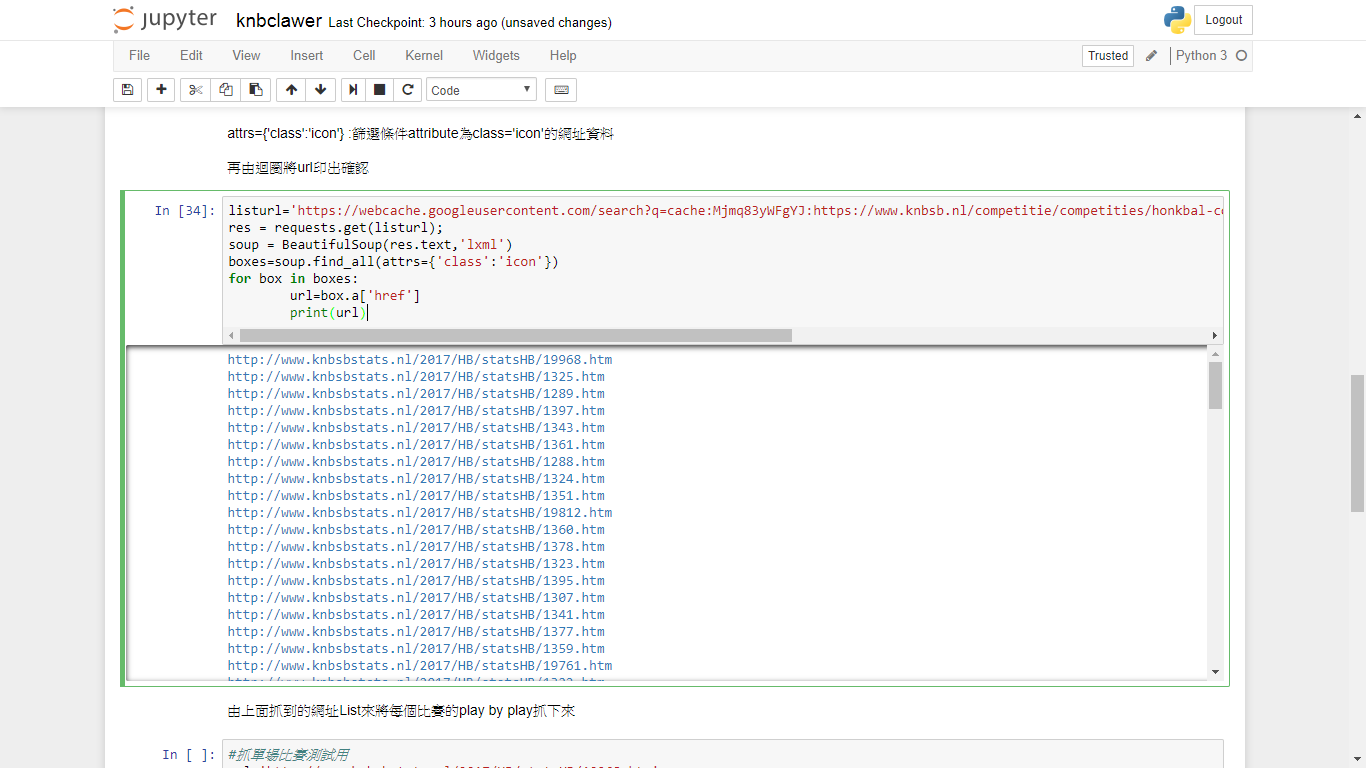 jupyter knbclawer Last Checkpoint: 3 hours ago (unsaved changes) Logout
File Edit View Insert Cell Kernel Widgets Help Trusted Python 3
Code
attrs={'class':'icon'} :篩選條件attribute為class='icon'的網址資料
再由迴圈將url印出確認
In [34]: listurl='https://webcache.googleusercontent.com/search?q=cache:Mjmq83yWFgYJ:https://www.knbsb.nl/competitie/competities/honkbal-co
res = requests.get(listurl);
soup = BeautifulSoup(res.text,'lxml')
boxes=soup.find_all(attrs={'class':'icon'})
for box in boxes:
url=box.a['href']
print(url)
http://www.knbsbstats.nl/2017/HB/statsHB/19968.htm
http://www.knbsbstats.nl/2017/HB/statsHB/1325.htm
http://www.knbsbstats.nl/2017/HB/statsHB/1289.htm
http://www.knbsbstats.nl/2017/HB/statsHB/1397.htm
http://www.knbsbstats.nl/2017/HB/statsHB/1343.htm
http://www.knbsbstats.nl/2017/HB/statsHB/1361.htm
http://www.knbsbstats.nl/2017/HB/statsHB/1288.htm
http://www.knbsbstats.nl/2017/HB/statsHB/1324.htm
http://www.knbsbstats.nl/2017/HB/statsHB/1351.htm
http://www.knbsbstats.nl/2017/HB/statsHB/19812.htm
http://www.knbsbstats.nl/2017/HB/statsHB/1360.htm
http://www.knbsbstats.nl/2017/HB/statsHB/1378.htm
http://www.knbsbstats.nl/2017/HB/statsHB/1323.htm
http://www.knbsbstats.nl/2017/HB/statsHB/1395.htm
http://www.knbsbstats.nl/2017/HB/statsHB/1307.htm
http://www.knbsbstats.nl/2017/HB/statsHB/1341.htm
http://www.knbsbstats.nl/2017/HB/statsHB/1377.htm
http://www.knbsbstats.nl/2017/HB/statsHB/1359.htm
http://www.knbsbstats.nl/2017/HB/statsHB/19761.htm
由上面抓到的網址List來將每個比賽的play by play抓下來
In [ ]: #抓單場比賽測試用